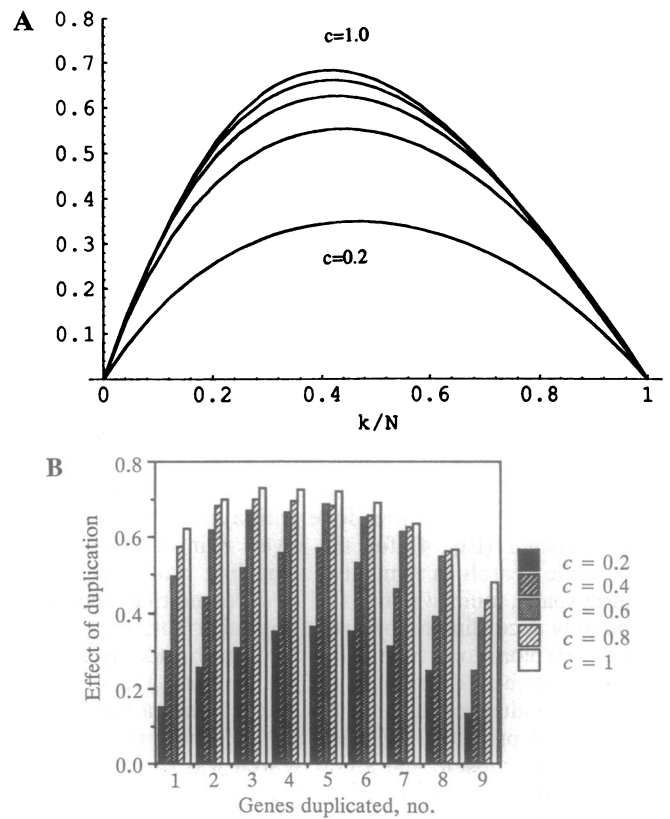 A
0.8
0.7
0.6
0.5
0.4
0.3
0.2
0.1
c=1.0
c=0.2
0 0.2 0.4 0.6 0.8 1
k/N
B
0.8
0.6
0.4
0.2
0.0
Effect of duplication
1 2 3 4 5 6 7 8 9
Genes duplicated, no.
c = 0.2
c = 0.4
c = 0.6
c = 0.8
c = 1